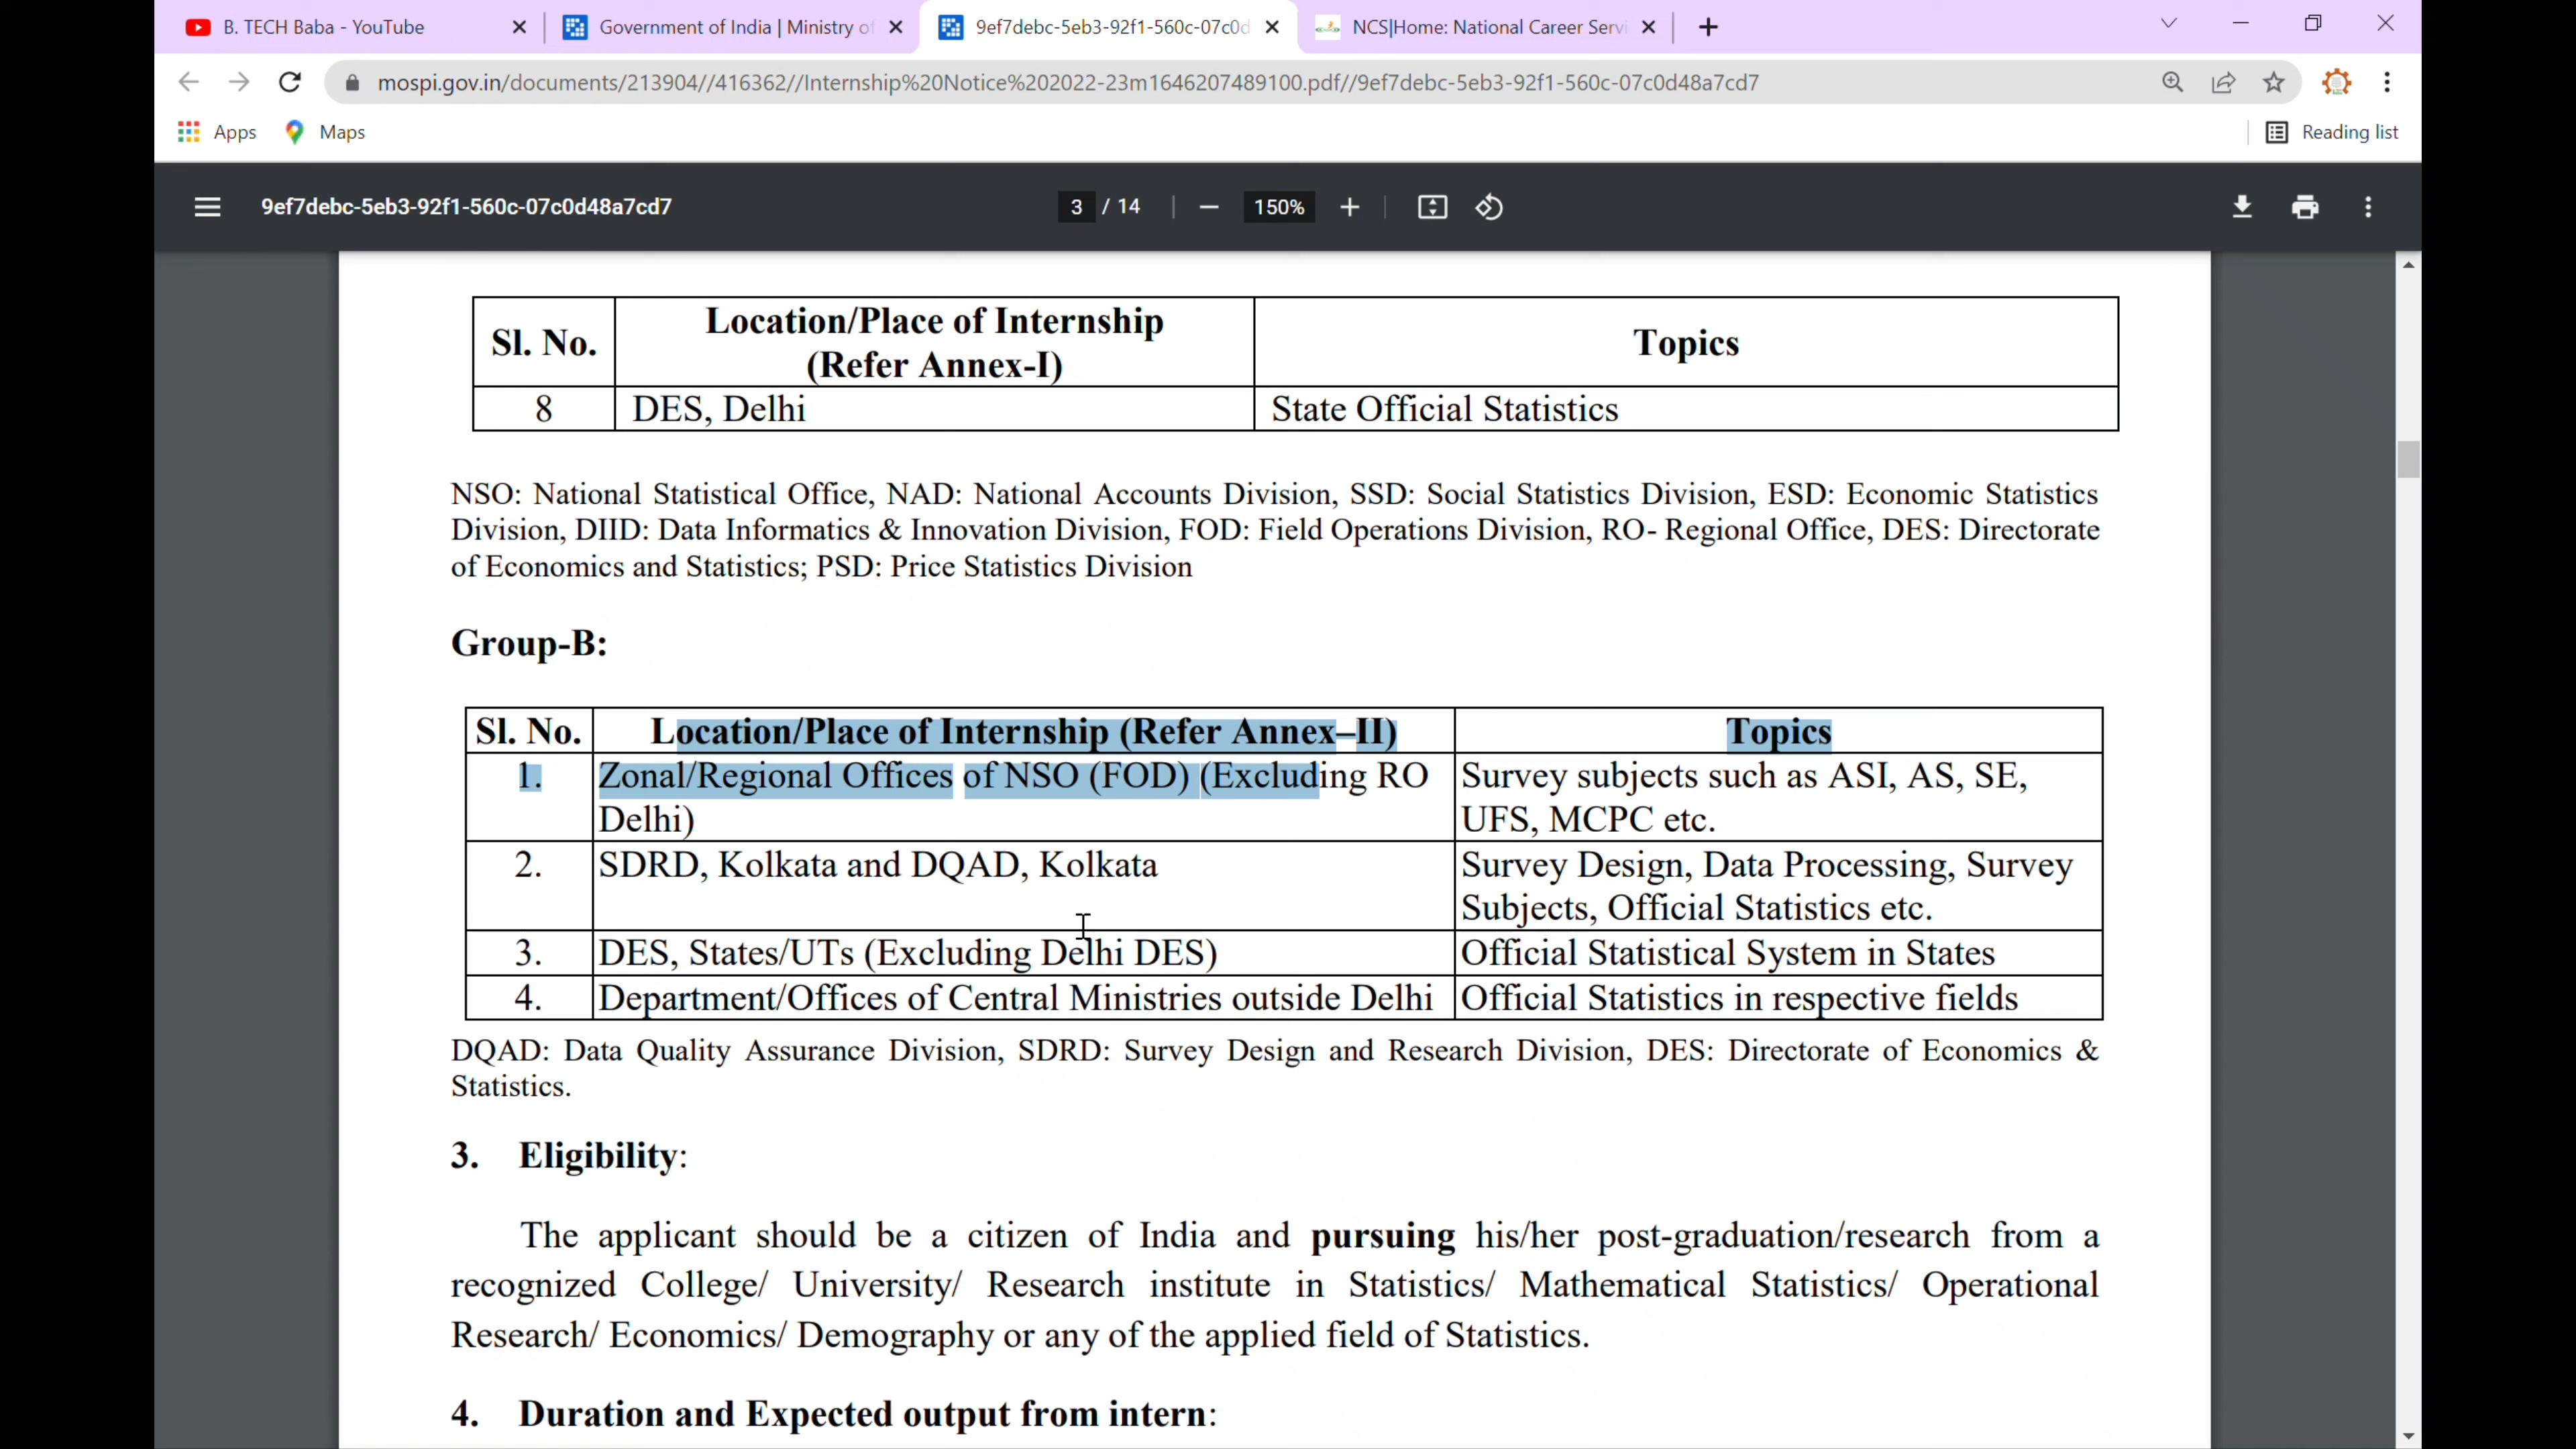 B. TECH Baba - YouTube
Government of India | Ministry of
9ef7debc-5eb3-92f1-560c-07c0d
NCS|Home: National Career Servi
mospi.gov.in/documents/213904//416362//Internship%20Notice%202022-23m1646207489100.pdf//9ef7debc-5eb3-92f1-560c-07c0d48a7cd7
Apps
Maps
Reading list
9ef7debc-5eb3-92f1-560c-07c0d48a7cd7
3 / 14
150%
Sl. No.
Location/Place of Internship
(Refer Annex-I)
Topics
8
DES, Delhi
State Official Statistics
NSO: National Statistical Office, NAD: National Accounts Division, SSD: Social Statistics Division, ESD: Economic Statistics
Division, DIID: Data Informatics & Innovation Division, FOD: Field Operations Division, RO- Regional Office, DES: Directorate
of Economics and Statistics; PSD: Price Statistics Division
Group-B:
Sl. No.
Location/Place of Internship (Refer Annex–II)
Topics
1.
Zonal/Regional Offices of NSO (FOD) (Excluding RO
Delhi)
Survey subjects such as ASI, AS, SE,
UFS, MCPC etc.
2.
SDRD, Kolkata and DQAD, Kolkata
Survey Design, Data Processing, Survey
Subjects, Official Statistics etc.
3.
DES, States/UTs (Excluding Delhi DES)
Official Statistical System in States
4.
Department/Offices of Central Ministries outside Delhi
Official Statistics in respective fields
DQAD: Data Quality Assurance Division, SDRD: Survey Design and Research Division, DES: Directorate of Economics &
Statistics.
3. Eligibility:
The applicant should be a citizen of India and pursuing his/her post-graduation/research from a
recognized College/ University/ Research institute in Statistics/ Mathematical Statistics/ Operational
Research/ Economics/ Demography or any of the applied field of Statistics.
4. Duration and Expected output from intern: